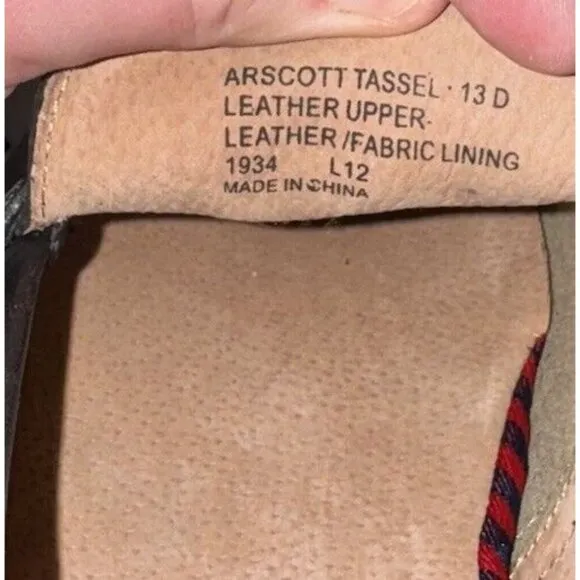 ARSCOTT TASSEL · 13 D
LEATHER UPPER-
LEATHER/FABRIC LINING
1934 L12
MADE IN CHINA